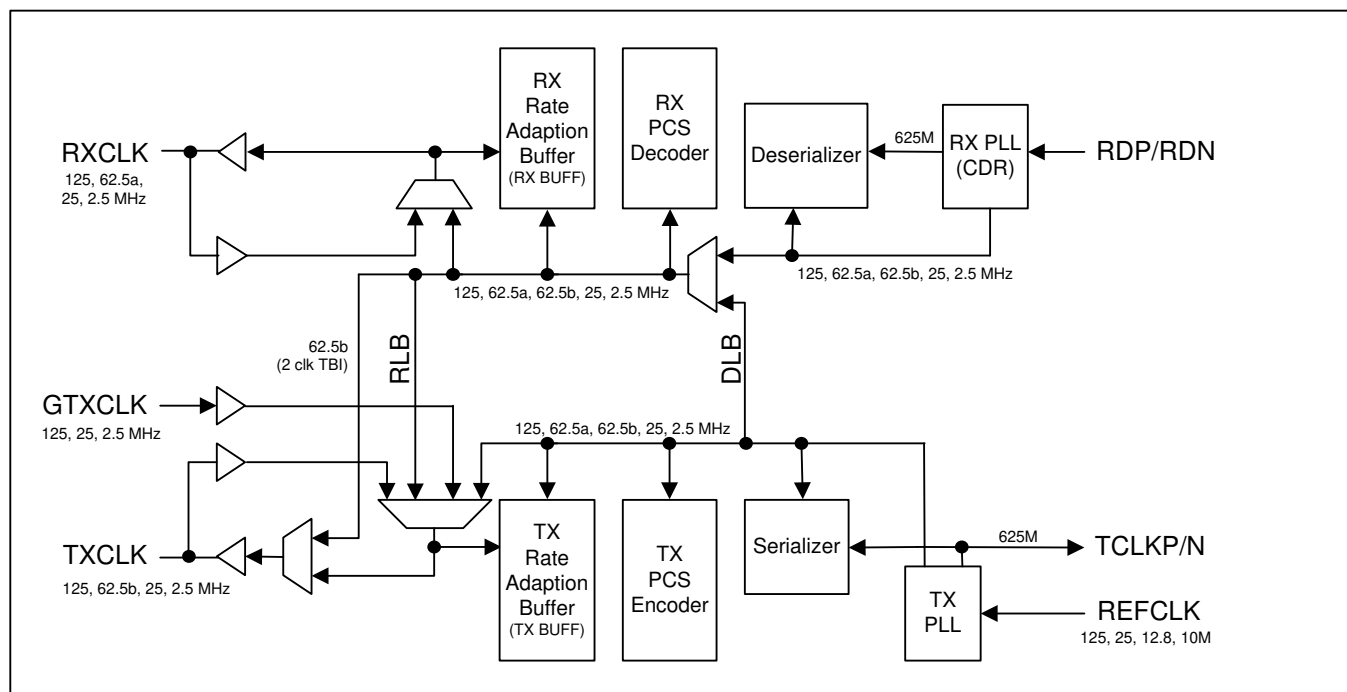 RX
Rate
Adaption
Buffer
(RX BUFF)
RX
PCS
Decoder
Deserializer
625M
RX PLL
(CDR)
RDP/RDN
RXCLK
125, 62.5a,
25, 2.5 MHz
125, 62.5a, 62.5b, 25, 2.5 MHz
125, 62.5a, 62.5b, 25, 2.5 MHz
62.5b
(2 clk TBI)
RLB
DLB
GTXCLK
125, 25, 2.5 MHz
125, 62.5a, 62.5b, 25, 2.5 MHz
TXCLK
125, 62.5b, 25, 2.5 MHz
TX
Rate
Adaption
Buffer
(TX BUFF)
TX
PCS
Encoder
Serializer
625M
TCLKP/N
TX
PLL
REFCLK
125, 25, 12.8, 10M